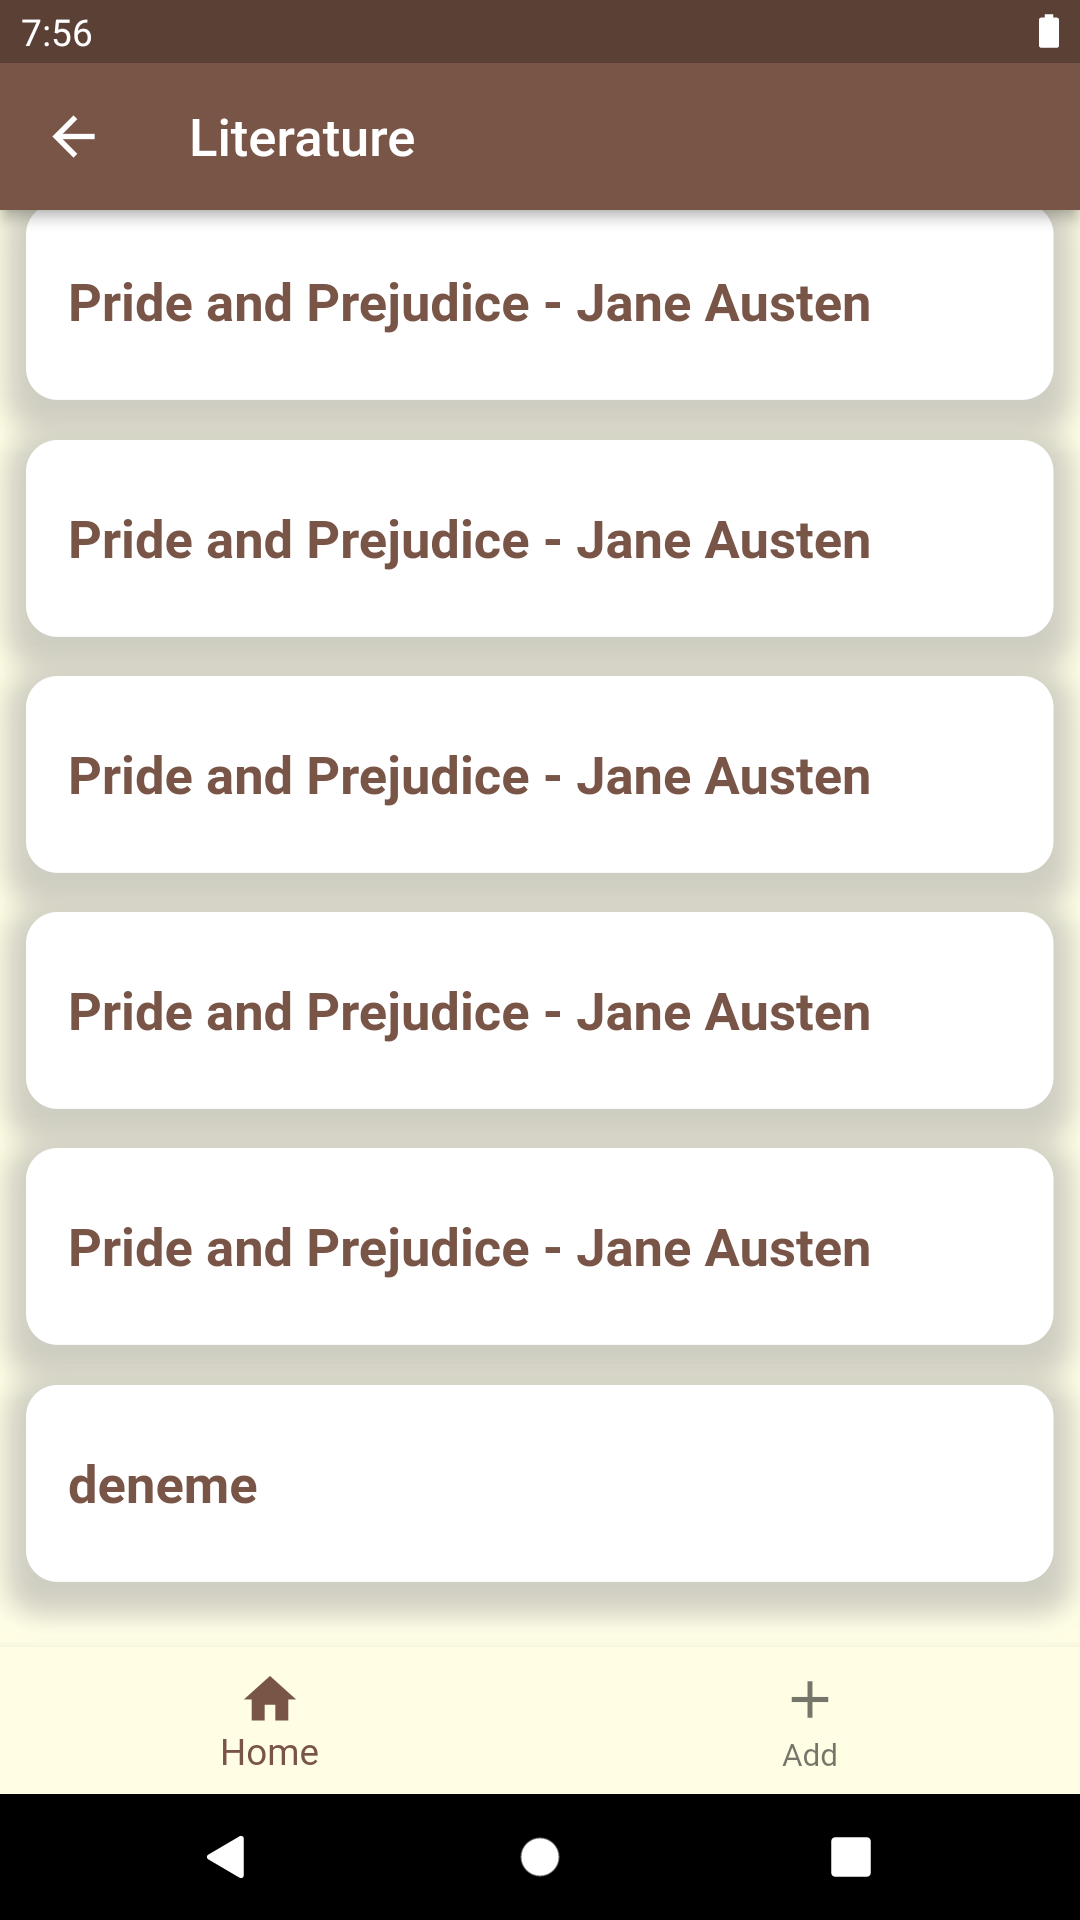 7:56
Literature
Pride and Prejudice - Jane Austen
Pride and Prejudice - Jane Austen
Pride and Prejudice - Jane Austen
Pride and Prejudice - Jane Austen
Pride and Prejudice - Jane Austen
deneme
Home
Add